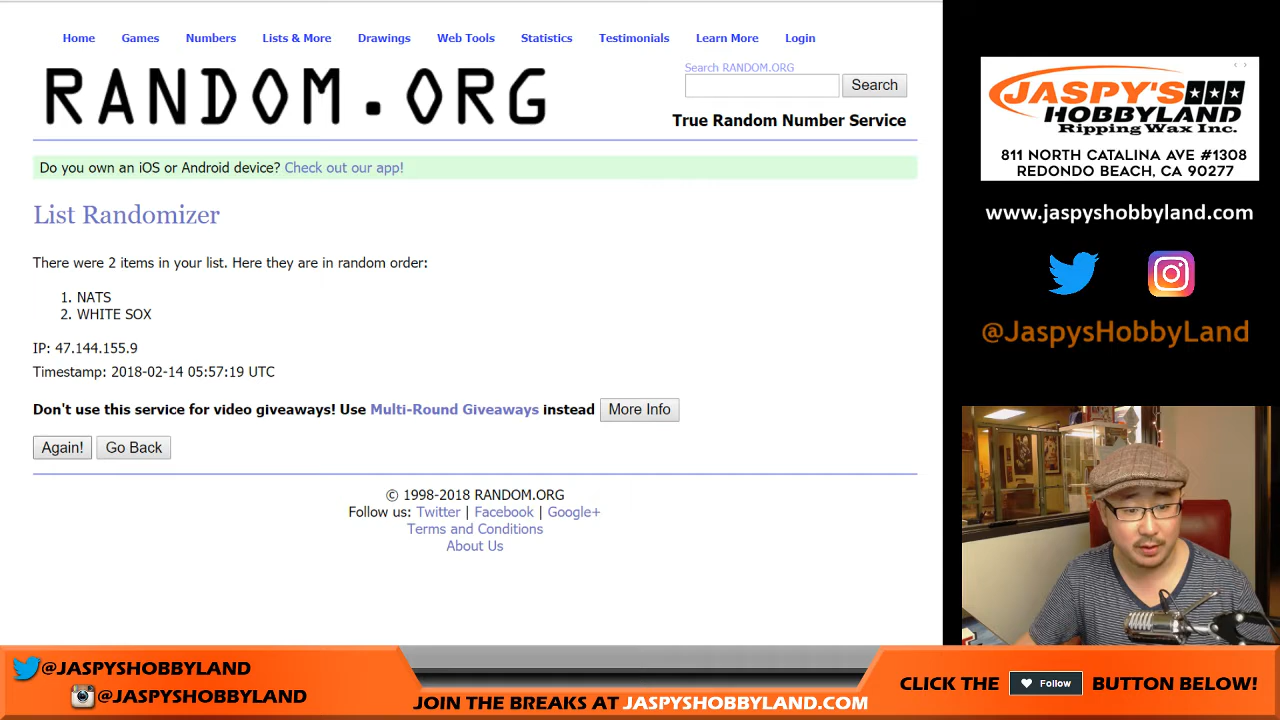 Home Games Numbers Lists & More Drawings Web Tools Statistics Testimonials Learn More Login
RANDOM.ORG
Search RANDOM.ORG
Search
True Random Number Service
Do you own an iOS or Android device? Check out our app!
List Randomizer
There were 2 items in your list. Here they are in random order:
1. NATS
2. WHITE SOX
IP: 47.144.155.9
Timestamp: 2018-02-14 05:57:19 UTC
Don't use this service for video giveaways! Use Multi-Round Giveaways instead More Info
Again! Go Back
© 1998-2018 RANDOM.ORG
Follow us: Twitter | Facebook | Google+
Terms and Conditions
About Us
JASPY'S
HOBBYLAND
Ripping Wax Inc.
811 NORTH CATALINA AVE #1308
REDONDO BEACH, CA 90277
www.jaspyshobbyland.com
@JaspysHobbyLand
@JASPYSHOBBYLAND
@JASPYSHOBBYLAND
JOIN THE BREAKS AT JASPYSHOBBYLAND.COM
CLICK THE Follow BUTTON BELOW!